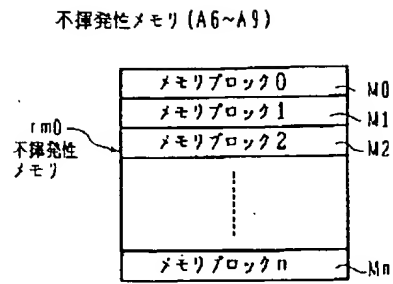 不揮発性メモリ(A6~A9)
メモリブロック0
M0
メモリブロック1
M1
rm0
不揮発性
メモリ
メモリブロック2
M2
メモリブロックn
Mn